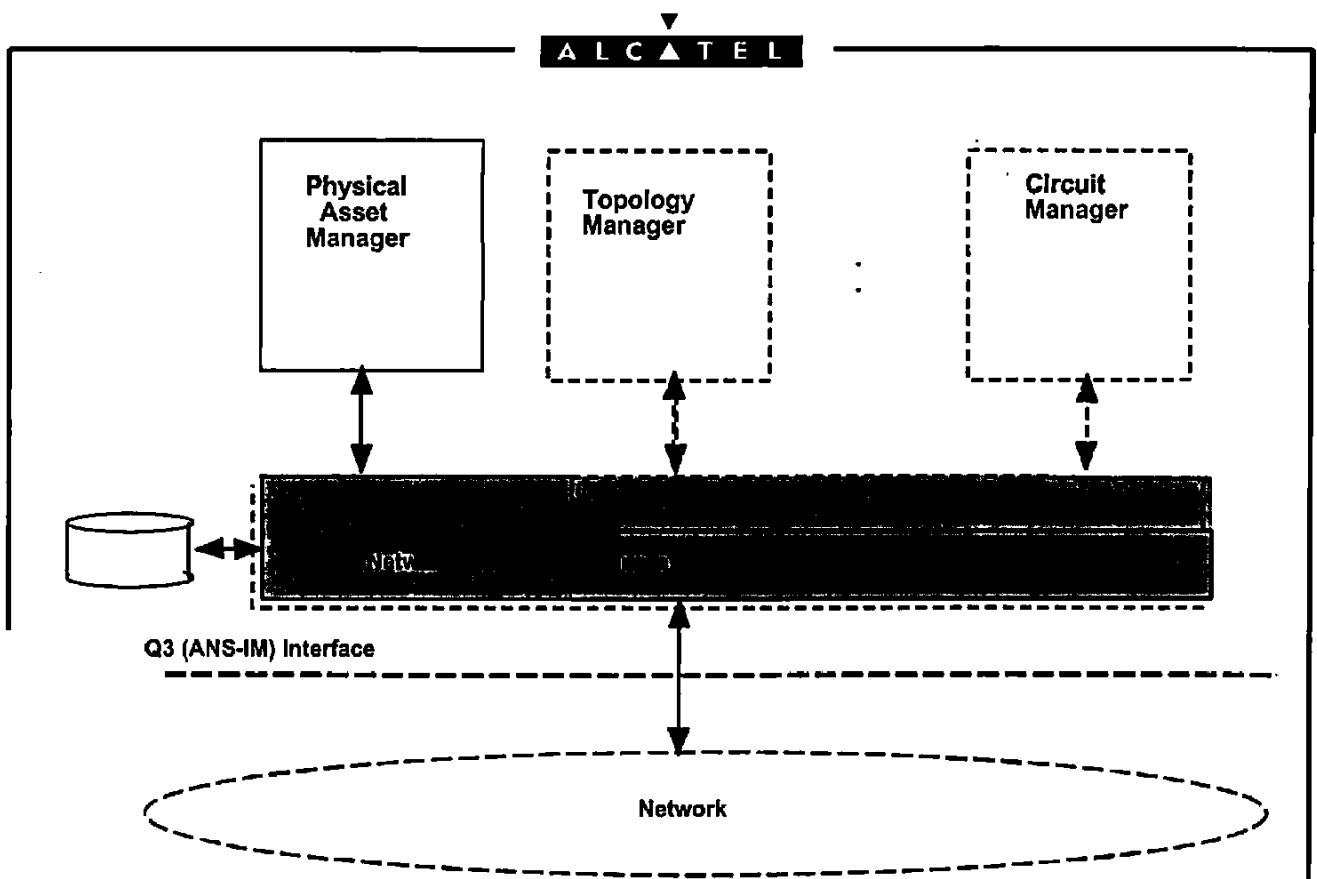 ALCATEL
Physical
Asset
Manager
Topology
Manager
Circuit
Manager
Q3 (ANS-IM) Interface
Network